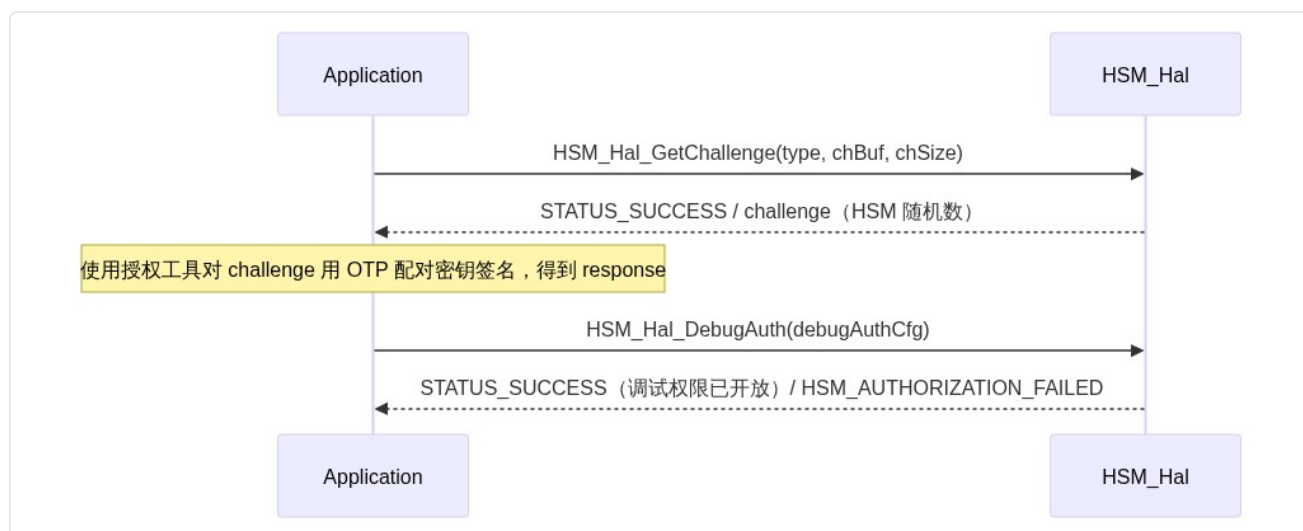 Application
HSM_Hal
HSM_Hal_GetChallenge(type, chBuf, chSize)
STATUS_SUCCESS / challenge（HSM 随机数）
使用授权工具对 challenge 用 OTP 配对密钥签名，得到 response
HSM_Hal_DebugAuth(debugAuthCfg)
STATUS_SUCCESS（调试权限已开放）/ HSM_AUTHORIZATION_FAILED
Application
HSM_Hal